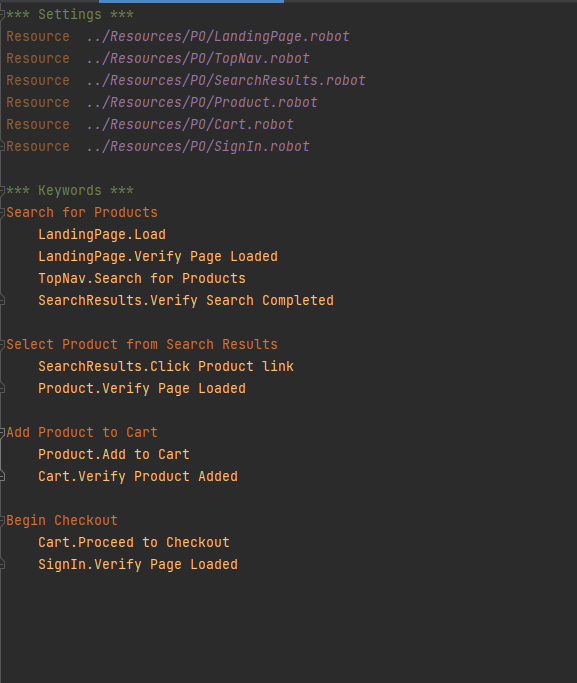 *** Settings ***
Resource  ../Resources/PO/LandingPage.robot
Resource  ../Resources/PO/TopNav.robot
Resource  ../Resources/PO/SearchResults.robot
Resource  ../Resources/PO/Product.robot
Resource  ../Resources/PO/Cart.robot
Resource  ../Resources/PO/SignIn.robot

*** Keywords ***
Search for Products
    LandingPage.Load
    LandingPage.Verify Page Loaded
    TopNav.Search for Products
    SearchResults.Verify Search Completed

Select Product from Search Results
    SearchResults.Click Product link
    Product.Verify Page Loaded

Add Product to Cart
    Product.Add to Cart
    Cart.Verify Product Added

Begin Checkout
    Cart.Proceed to Checkout
    SignIn.Verify Page Loaded